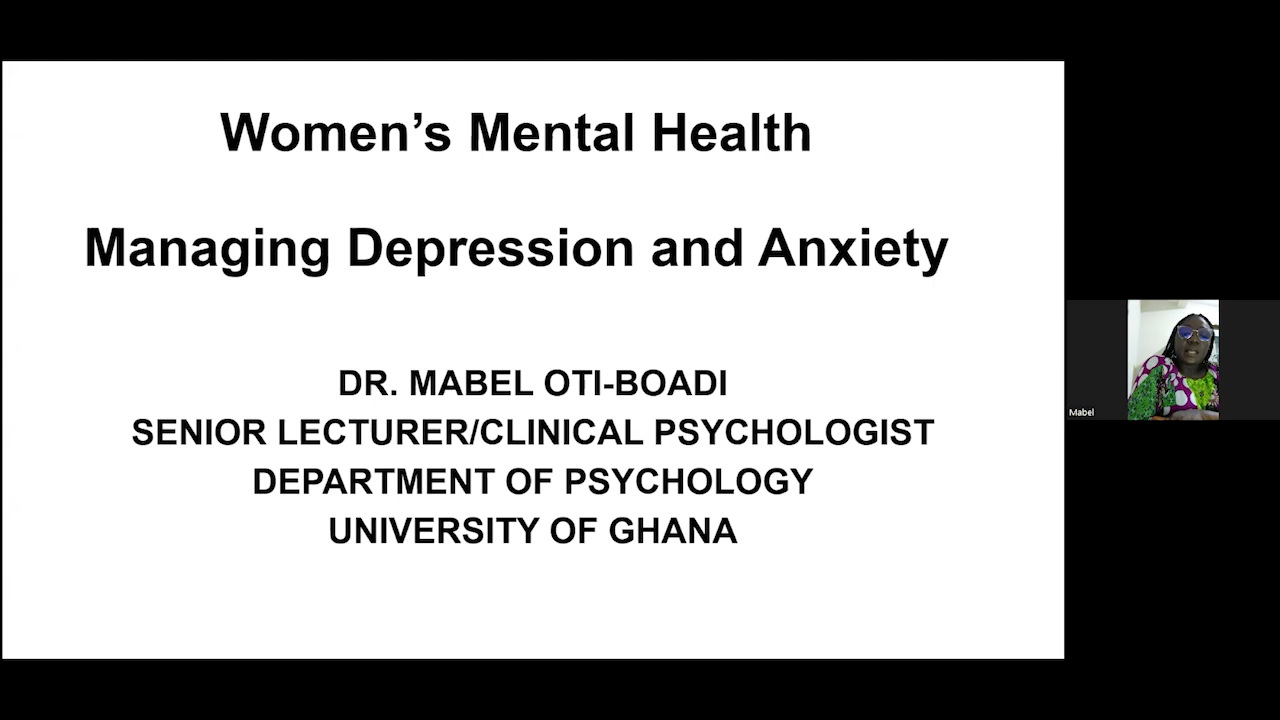 Women’s Mental Health
Managing Depression and Anxiety
DR. MABEL OTI-BOADI
SENIOR LECTURER/CLINICAL PSYCHOLOGIST
DEPARTMENT OF PSYCHOLOGY
UNIVERSITY OF GHANA
Mabel